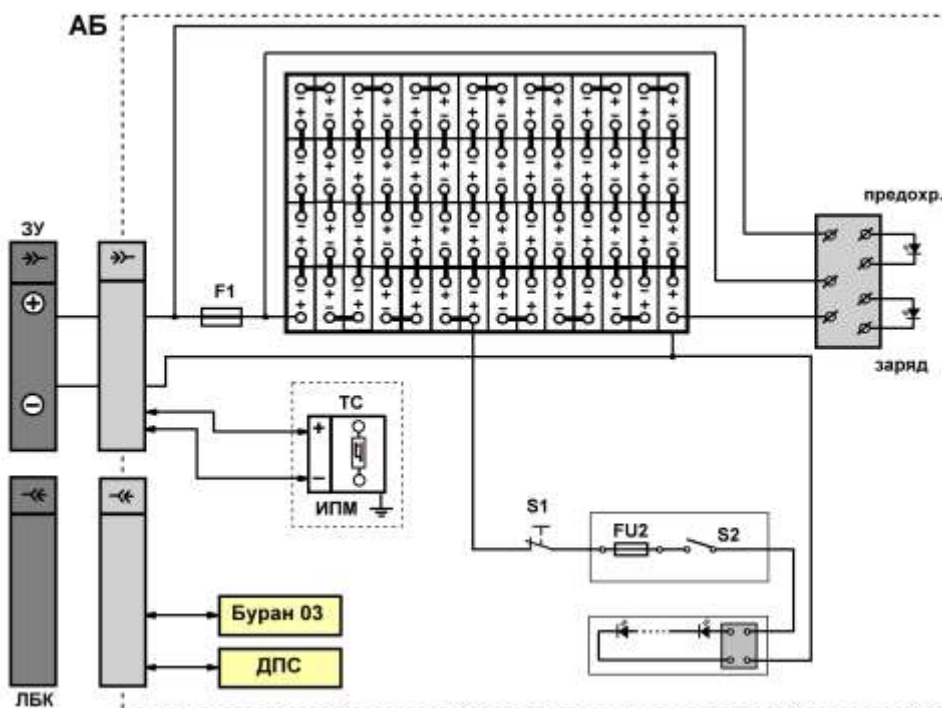 АБ
предохр.
ЗУ
F1
+
−
заряд
ТС
+
−
ИПМ
S1
FU2
S2
Буран 03
ДПС
ЛБК